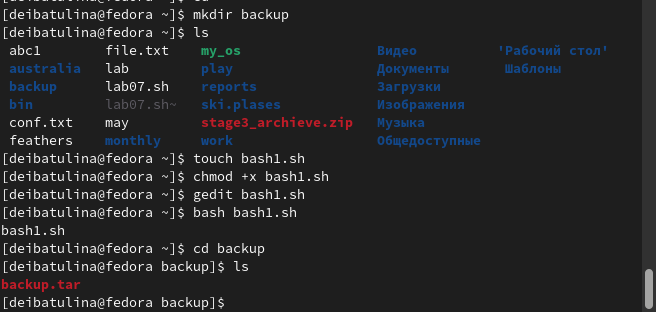 [deibatulina@fedora ~]$ cd
[deibatulina@fedora ~]$ mkdir backup
[deibatulina@fedora ~]$ ls
abc1 file.txt my_os Видео 'Рабочий стол'
australia lab play Документы Шаблоны
backup lab07.sh reports Загрузки
bin lab07.sh~ ski.plases Изображения
conf.txt may stage3_archieve.zip Музыка
feathers monthly work Общедоступные
[deibatulina@fedora ~]$ touch bash1.sh
[deibatulina@fedora ~]$ chmod +x bash1.sh
[deibatulina@fedora ~]$ gedit bash1.sh
[deibatulina@fedora ~]$ bash bash1.sh
bash1.sh
[deibatulina@fedora ~]$ cd backup
[deibatulina@fedora backup]$ ls
backup.tar
[deibatulina@fedora backup]$